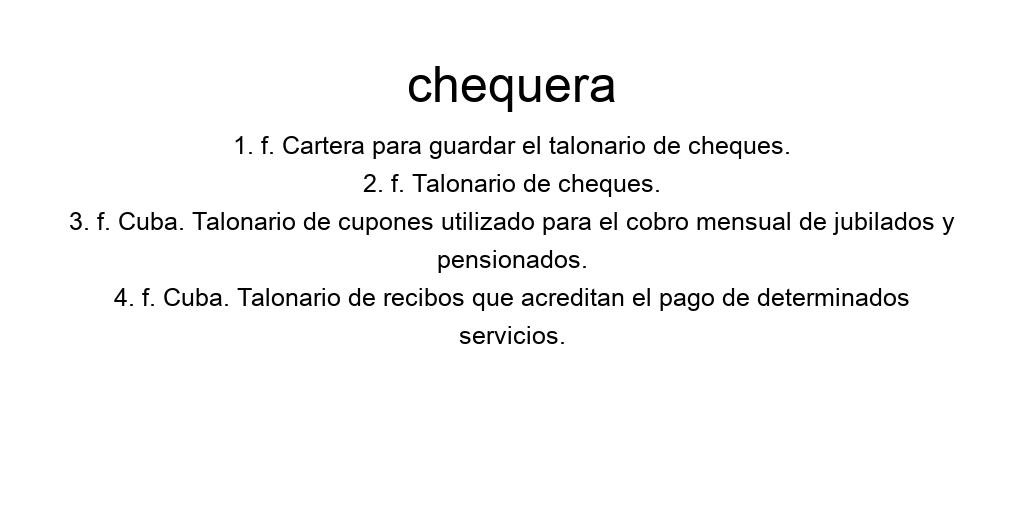 chequera
1. f. Cartera para guardar el talonario de cheques.
2. f. Talonario de cheques.
3. f. Cuba. Talonario de cupones utilizado para el cobro mensual de jubilados y
pensionados.
4. f. Cuba. Talonario de recibos que acreditan el pago de determinados
servicios.